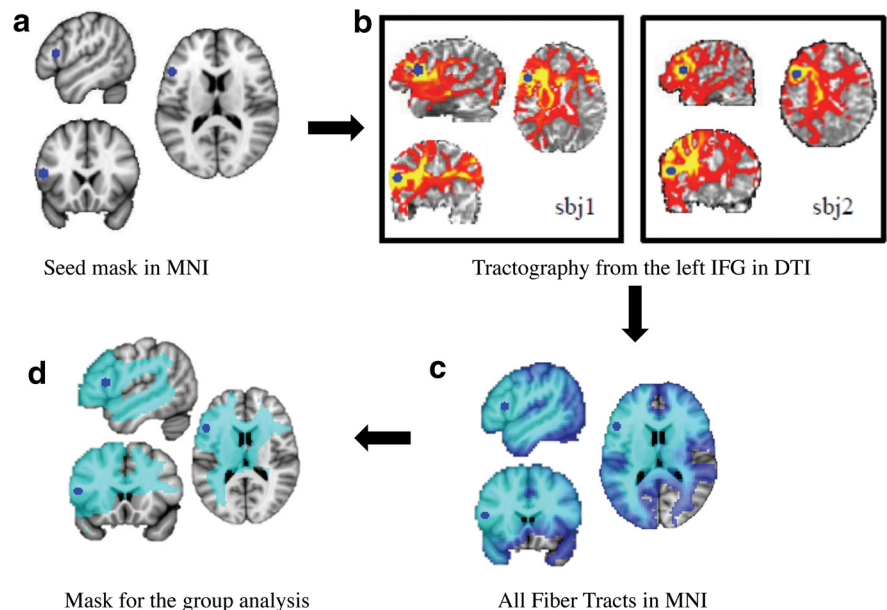 a
b
sbj1
sbj2
Seed mask in MNI
Tractography from the left IFG in DTI
d
c
Mask for the group analysis
All Fiber Tracts in MNI